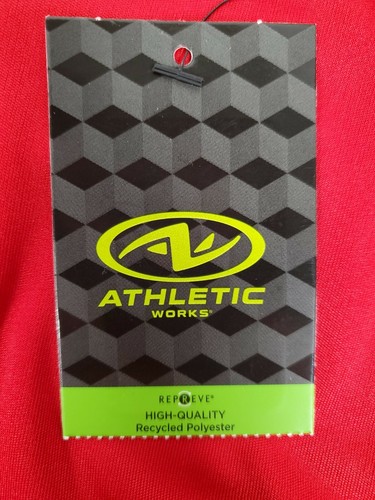 ATHLETIC
WORKS®
REPREVE®
HIGH-QUALITY
Recycled Polyester